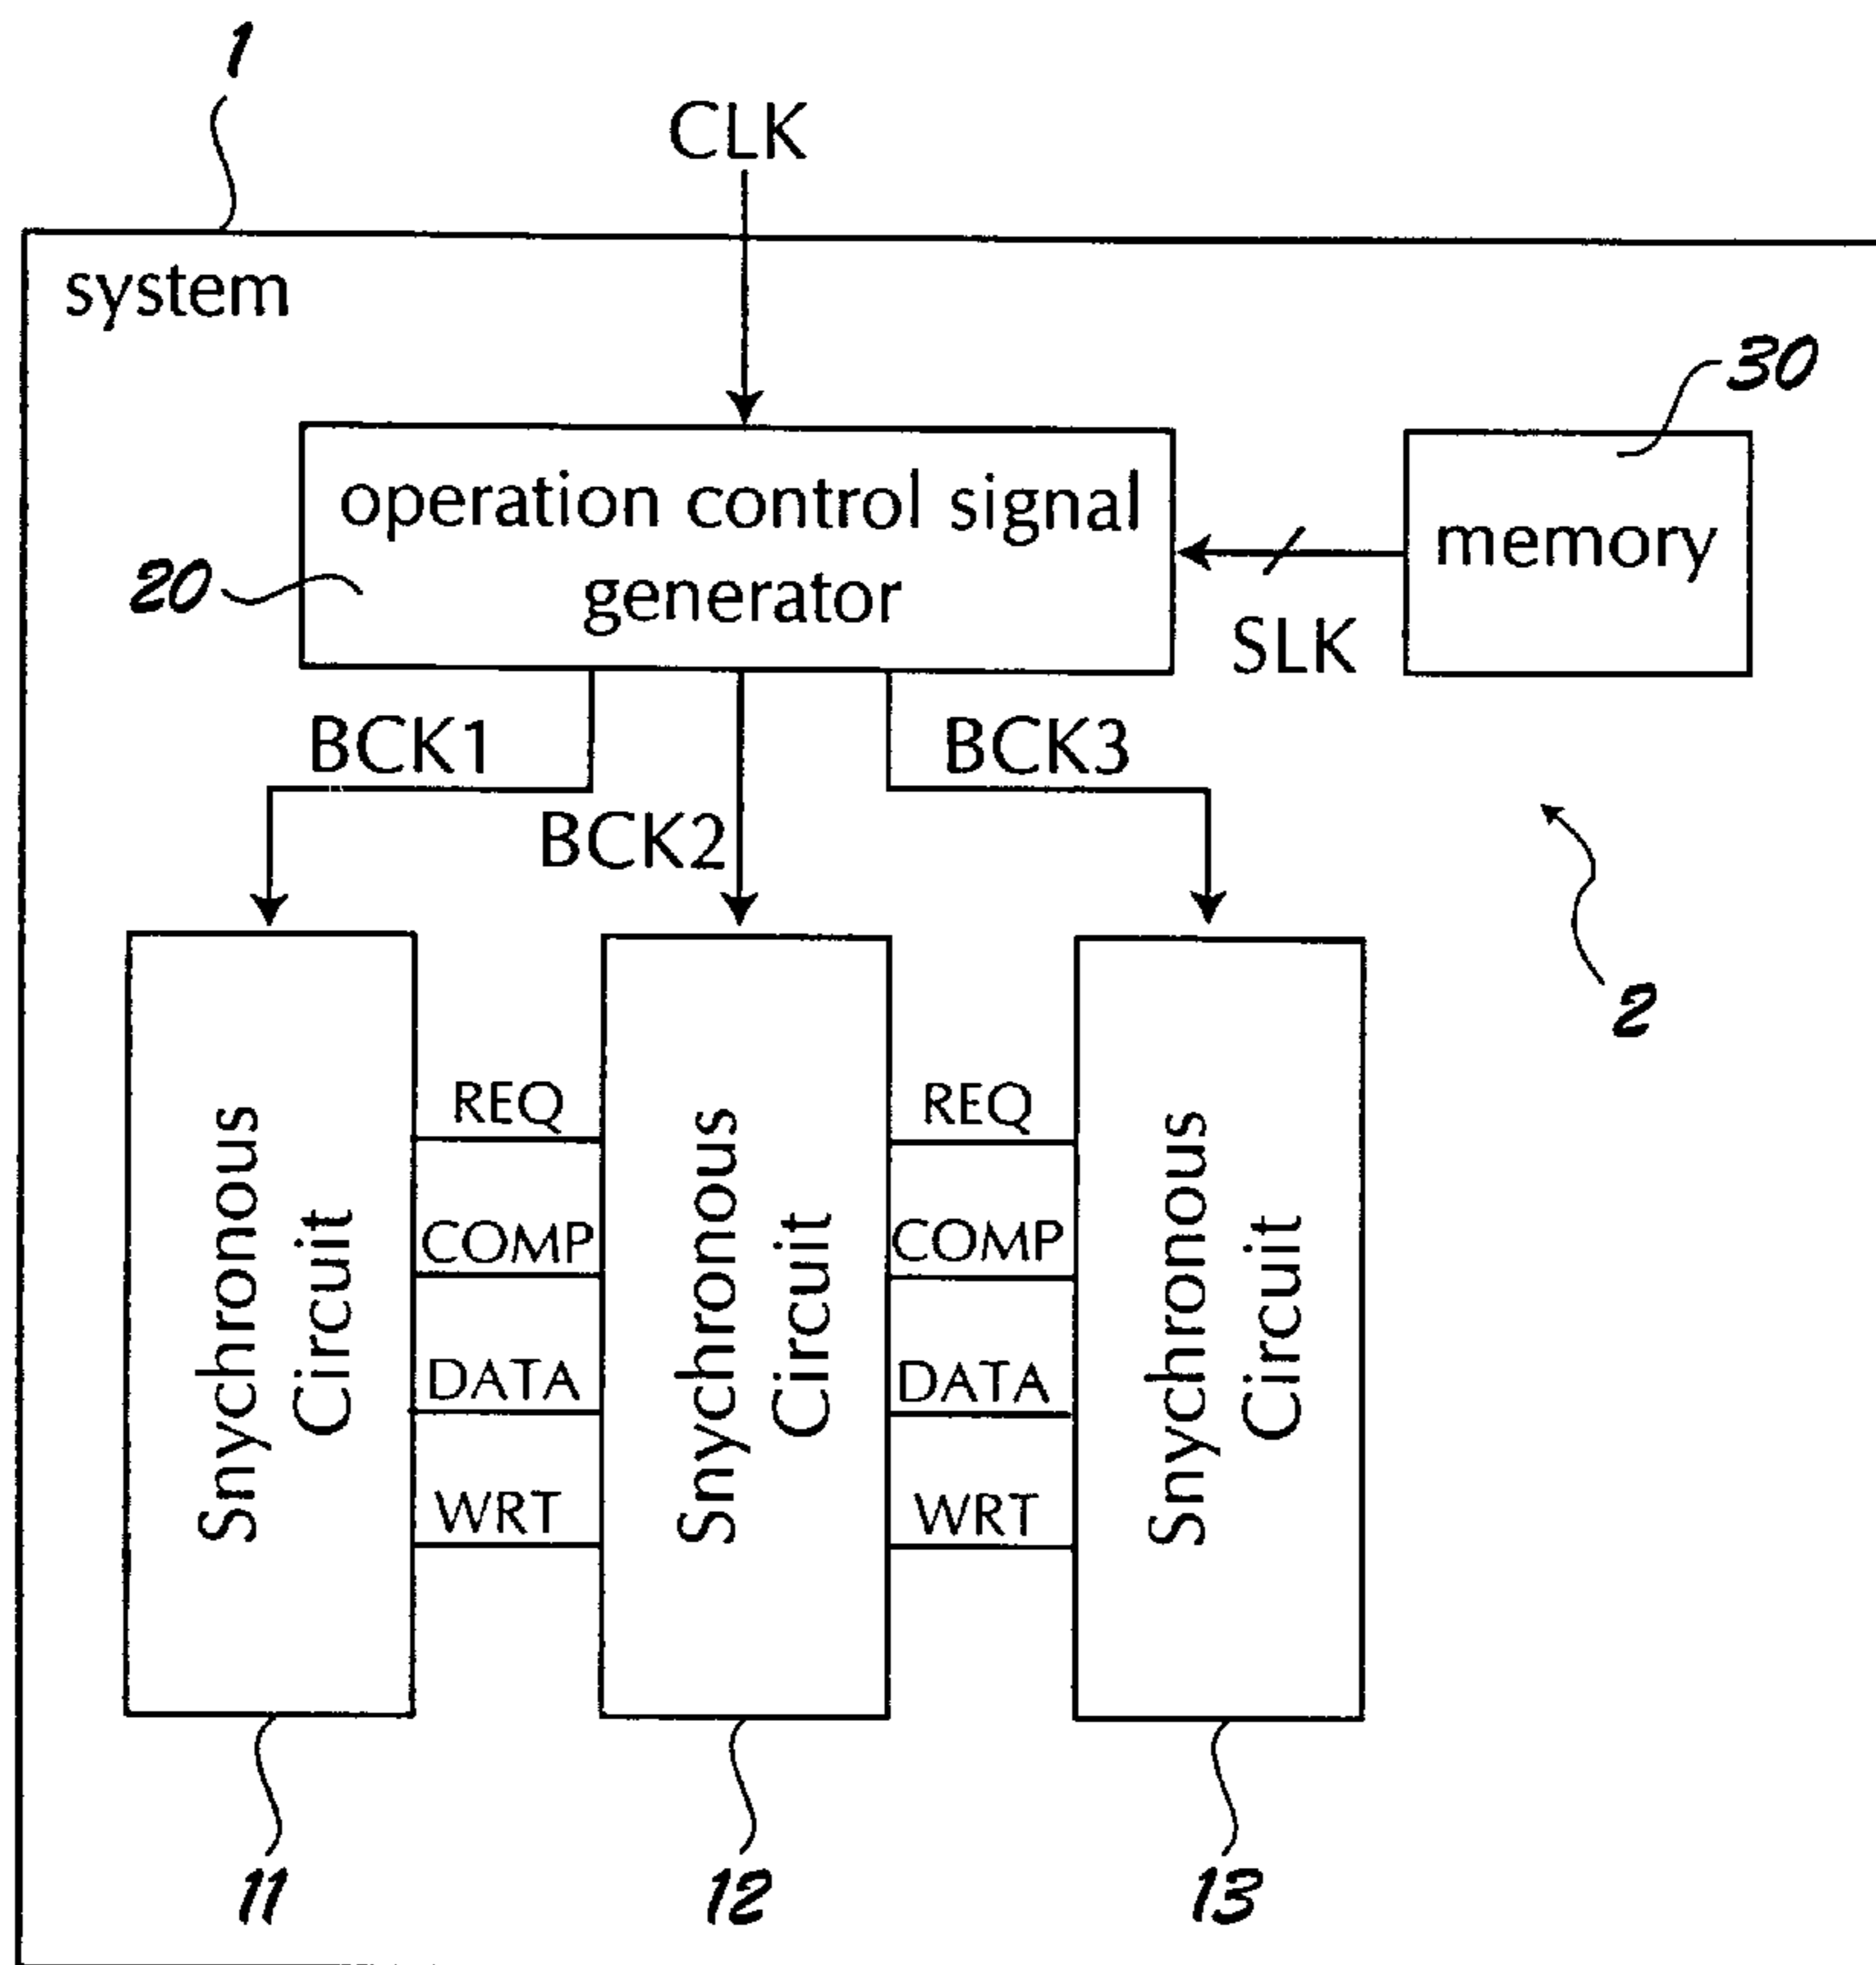 1
CLK
system
30
operation control signal
generator
memory
20
SLK
BCK1
BCK3
BCK2
2
Snychronous
Circuit
REQ
COMP
DATA
WRT
Snychronous
Circuit
REQ
COMP
DATA
WRT
Snychronous
Circuit
11
12
13